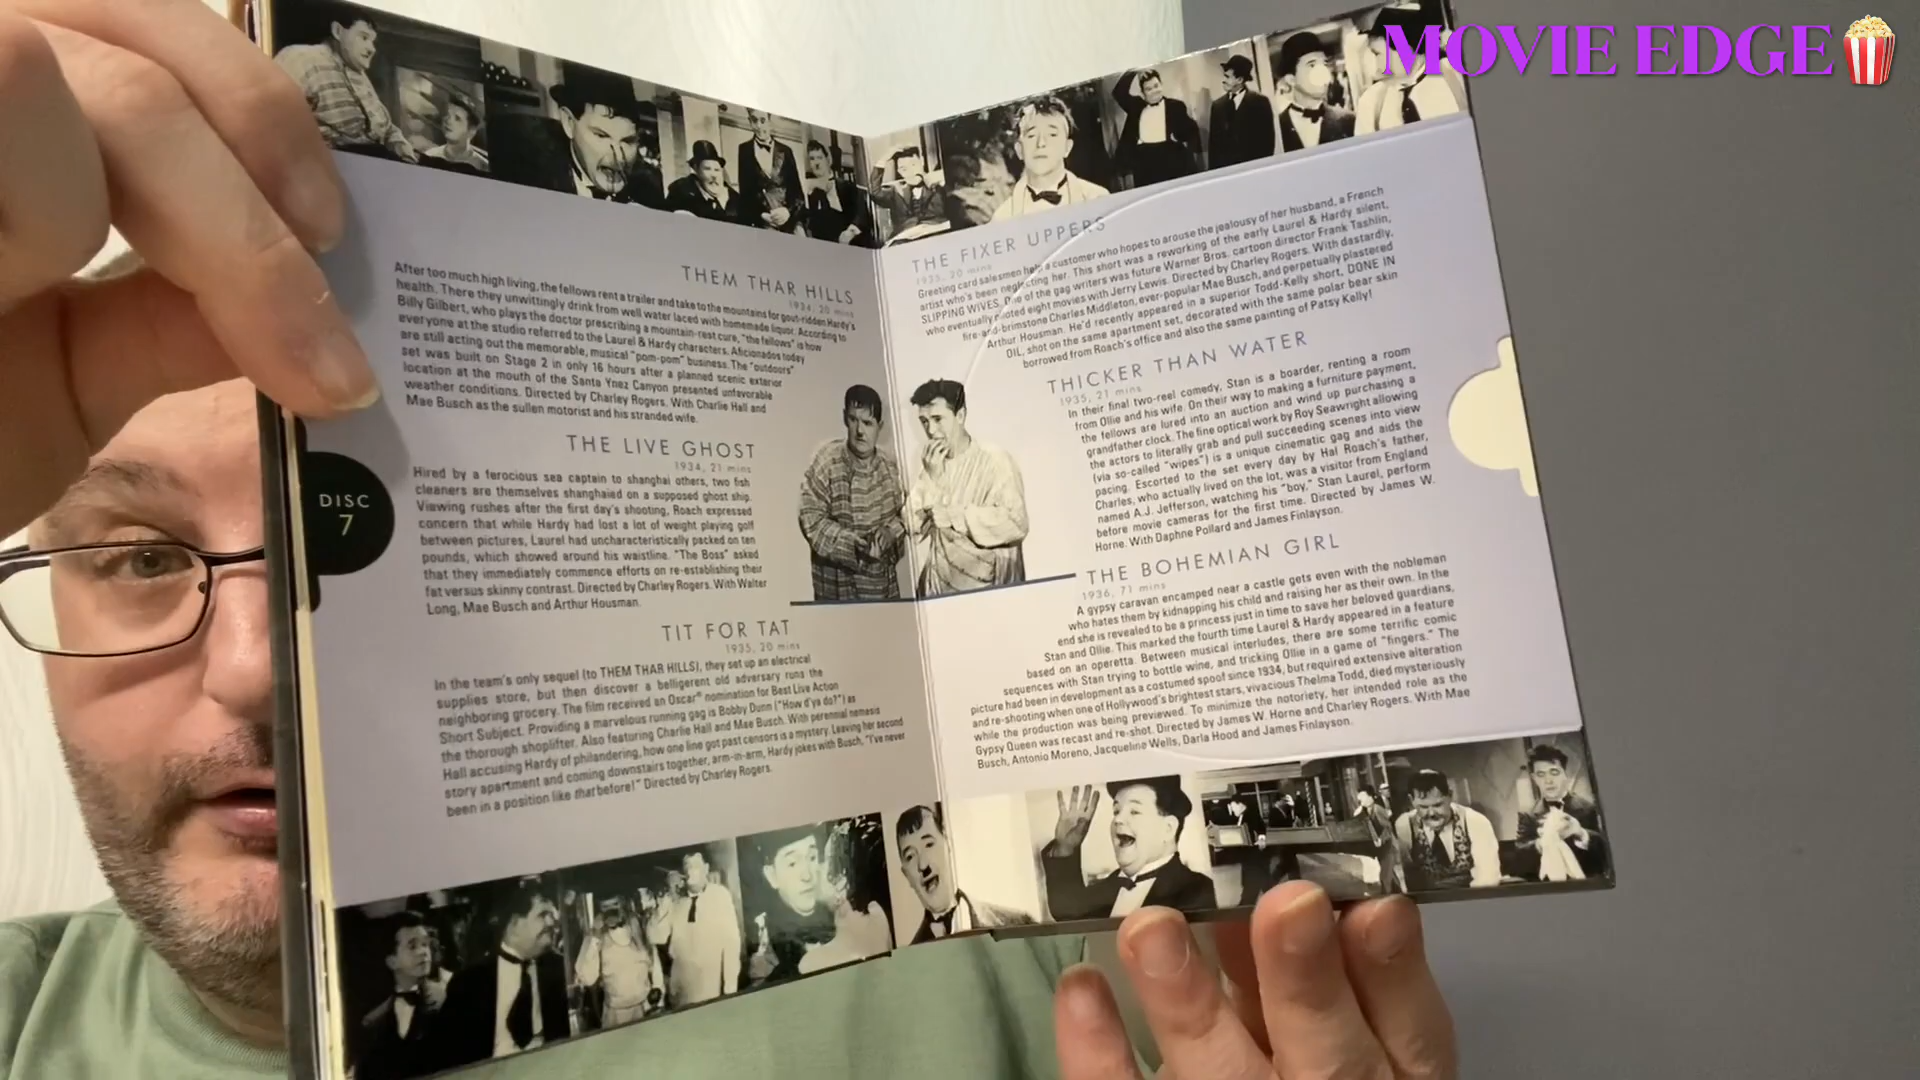 MOVIE EDGE
THEM THAR HILLS
1934, 20 mins
After too much high living, the fellows rent a trailer and take to the mountains for gout-ridden Hardy's
health. There they unwittingly drink from well water laced with homemade liquor. According to
Billy Gilbert, who plays the doctor prescribing a mountain-rest cure, "the fellows" is how
everyone at the studio referred to the Laurel & Hardy characters. Aficionados today
are still acting out the memorable, musical "pom-pom" business. The "outdoors"
set was built on Stage 2 in only 16 hours after a planned scenic exterior
location at the mouth of the Santa Ynez Canyon presented unfavorable
weather conditions. Directed by Charley Rogers. With Charlie Hall and
Mae Busch as the sullen motorist and his stranded wife.
THE LIVE GHOST
1934, 21 mins
Hired by a ferocious sea captain to shanghai others, two fish
cleaners are themselves shanghaied on a supposed ghost ship.
Viewing rushes after the first day's shooting, Roach expressed
concern that while Hardy had lost a lot of weight playing golf
between pictures, Laurel had uncharacteristically packed on ten
pounds, which showed around his waistline. "The Boss" asked
that they immediately commence efforts on re-establishing their
fat versus skinny contrast. Directed by Charley Rogers. With Walter
Long, Mae Busch and Arthur Housman.
DISC
7
TIT FOR TAT
1935, 20 mins
In the team's only sequel (to THEM THAR HILLS), they set up an electrical
supplies store, but then discover a belligerent old adversary runs the
neighboring grocery. The film received an Oscar® nomination for Best Live Action
Short Subject. Providing a marvelous running gag is Bobby Dunn ("How d'ya do?") as
the thorough shoplifter. Also featuring Charlie Hall and Mae Busch. With perennial nemesis
Hall accusing Hardy of philandering, how one line got past censors is a mystery. Leaving her second
story apartment and coming downstairs together, arm-in-arm, Hardy jokes with Busch, "I've never
been in a position like that before!" Directed by Charley Rogers.
THE FIXER UPPERS
1935, 20 mins
Greeting card salesmen help a customer who hopes to arouse the jealousy of her husband, a French
artist who's been neglecting her. This short was a reworking of the early Laurel & Hardy silent,
SLIPPING WIVES. One of the gag writers was future Warner Bros. cartoon director Frank Tashlin,
who eventually piloted eight movies with Jerry Lewis. Directed by Charley Rogers. With dastardly,
fire-and-brimstone Charles Middleton, ever-popular Mae Busch, and perpetually plastered
Arthur Housman. He'd recently appeared in a superior Todd-Kelly short, DONE IN
OIL, shot on the same apartment set, decorated with the same polar bear skin
borrowed from Roach's office and also the same painting of Patsy Kelly!
THICKER THAN WATER
1935, 21 mins
In their final two-reel comedy, Stan is a boarder, renting a room
from Ollie and his wife. On their way to making a furniture payment,
the fellows are lured into an auction and wind up purchasing a
grandfather clock. The fine optical work by Roy Seawright allowing
the actors to literally grab and pull succeeding scenes into view
(via so-called "wipes") is a unique cinematic gag and aids the
pacing. Escorted to the set every day by Hal Roach's father,
Charles, who actually lived on the lot, was a visitor from England
named A.J. Jefferson, watching his "boy," Stan Laurel, perform
before movie cameras for the first time. Directed by James W.
Horne. With Daphne Pollard and James Finlayson.
THE BOHEMIAN GIRL
1936, 71 mins
A gypsy caravan encamped near a castle gets even with the nobleman
who hates them by kidnapping his child and raising her as their own. In the
end she is revealed to be a princess just in time to save her beloved guardians,
Stan and Ollie. This marked the fourth time Laurel & Hardy appeared in a feature
based on an operetta. Between musical interludes, there are some terrific comic
sequences with Stan trying to bottle wine, and tricking Ollie in a game of "fingers." The
picture had been in development as a costumed spoof since 1934, but required extensive alteration
and re-shooting when one of Hollywood's brightest stars, vivacious Thelma Todd, died mysteriously
while the production was being previewed. To minimize the notoriety, her intended role as the
Gypsy Queen was recast and re-shot. Directed by James W. Horne and Charley Rogers. With Mae
Busch, Antonio Moreno, Jacqueline Wells, Darla Hood and James Finlayson.